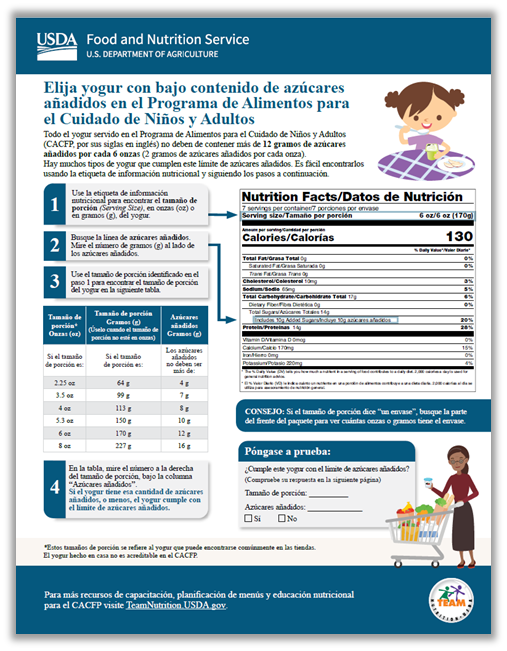 USDA Food and Nutrition Service
U.S. DEPARTMENT OF AGRICULTURE
Elija yogur con bajo contenido de azúcares
añadidos en el Programa de Alimentos para
el Cuidado de Niños y Adultos
Todo el yogur servido en el Programa de Alimentos para el Cuidado de Niños y Adultos
(CACFP, por sus siglas en inglés) no deben de contener más de 12 gramos de azúcares
añadidos por cada 6 onzas (2 gramos de azúcares añadidos por cada onza).
Hay muchos tipos de yogur que cumplen este límite de azúcares añadidos. Es fácil encontrarlos
usando la etiqueta de información nutricional y siguiendo los pasos a continuación.
1
Use la etiqueta de información
nutricional para encontrar el tamaño de
porción (Serving Size), en onzas (oz) o
en gramos (g), del yogur.
2
Busque la línea de azúcares añadidos.
Mire el número de gramos (g) al lado de
los azúcares añadidos.
3
Use el tamaño de porción identificado en el
paso 1 para encontrar el tamaño de porción
del yogur en la siguiente tabla.
Nutrition Facts/Datos de Nutrición
7 servings per container/7 porciones por envase
Serving size/Tamaño por porción 6 oz/6 oz (170g)
Amount per serving/Cantidad por porción
Calories/Calorías 130
% Daily Value*/Valor Diario*
Total Fat/Grasa Total 0g 0%
Saturated Fat/Grasa Saturada 0g 0%
Trans Fat/Grasa Trans 0g
Cholesterol/Colesterol 10mg 3%
Sodium/Sodio 65mg 5%
Total Carbohydrate/Carbohidrato Total 17g 6%
Dietary Fiber/Fibra Dietética 0g 0%
Total Sugars/Azúcares Totales 14g
Includes 10g Added Sugars/Incluye 10g azúcares añadidos 20%
Protein/Proteínas 14g 28%
Vitamin D/Vitamina D 0mcg 0%
Calcium/Calcio 170mg 15%
Iron/Hierro 0mg 0%
Potassium/Potasio 220mg 4%
Tamaño de Tamaño de porción Azúcares
porción* Gramos (g) añadidos
Onzas (oz) (Úselo cuando el tamaño de Gramos (g)
porción no esté en onzas)
Si el tamaño Si el tamaño Los azúcares
de porción es: de porción es: añadidos
no deben ser
más de:
2.25 oz 64 g 4 g
3.5 oz 99 g 7 g
4 oz 113 g 8 g
5.3 oz 150 g 10 g
6 oz 170 g 12 g
8 oz 227 g 16 g
CONSEJO: Si el tamaño de porción dice “un envase”, busque la parte
del frente del paquete para ver cuántas onzas o gramos tiene el envase.
4
En la tabla, mire el número a la derecha
del tamaño de porción, bajo la columna
“Azúcares añadidos”.
Si el yogur tiene esa cantidad de azúcares
añadidos, o menos, el yogur cumple con
el límite de azúcares añadidos.
Póngase a prueba:
¿Cumple este yogur con el límite de azúcares añadidos?
(Compruebe su respuesta en la siguiente página)
Tamaño de porción:
Azúcares añadidos:
Sí No
*Estos tamaños de porción se refiere al yogur que puede encontrarse comúnmente en las tiendas.
El yogur hecho en casa no es acreditable en el CACFP.
Para más recursos de capacitación, planificación de menús y educación nutricional
para el CACFP visite TeamNutrition.USDA.gov.
TEAM
NUTRITION
USDA